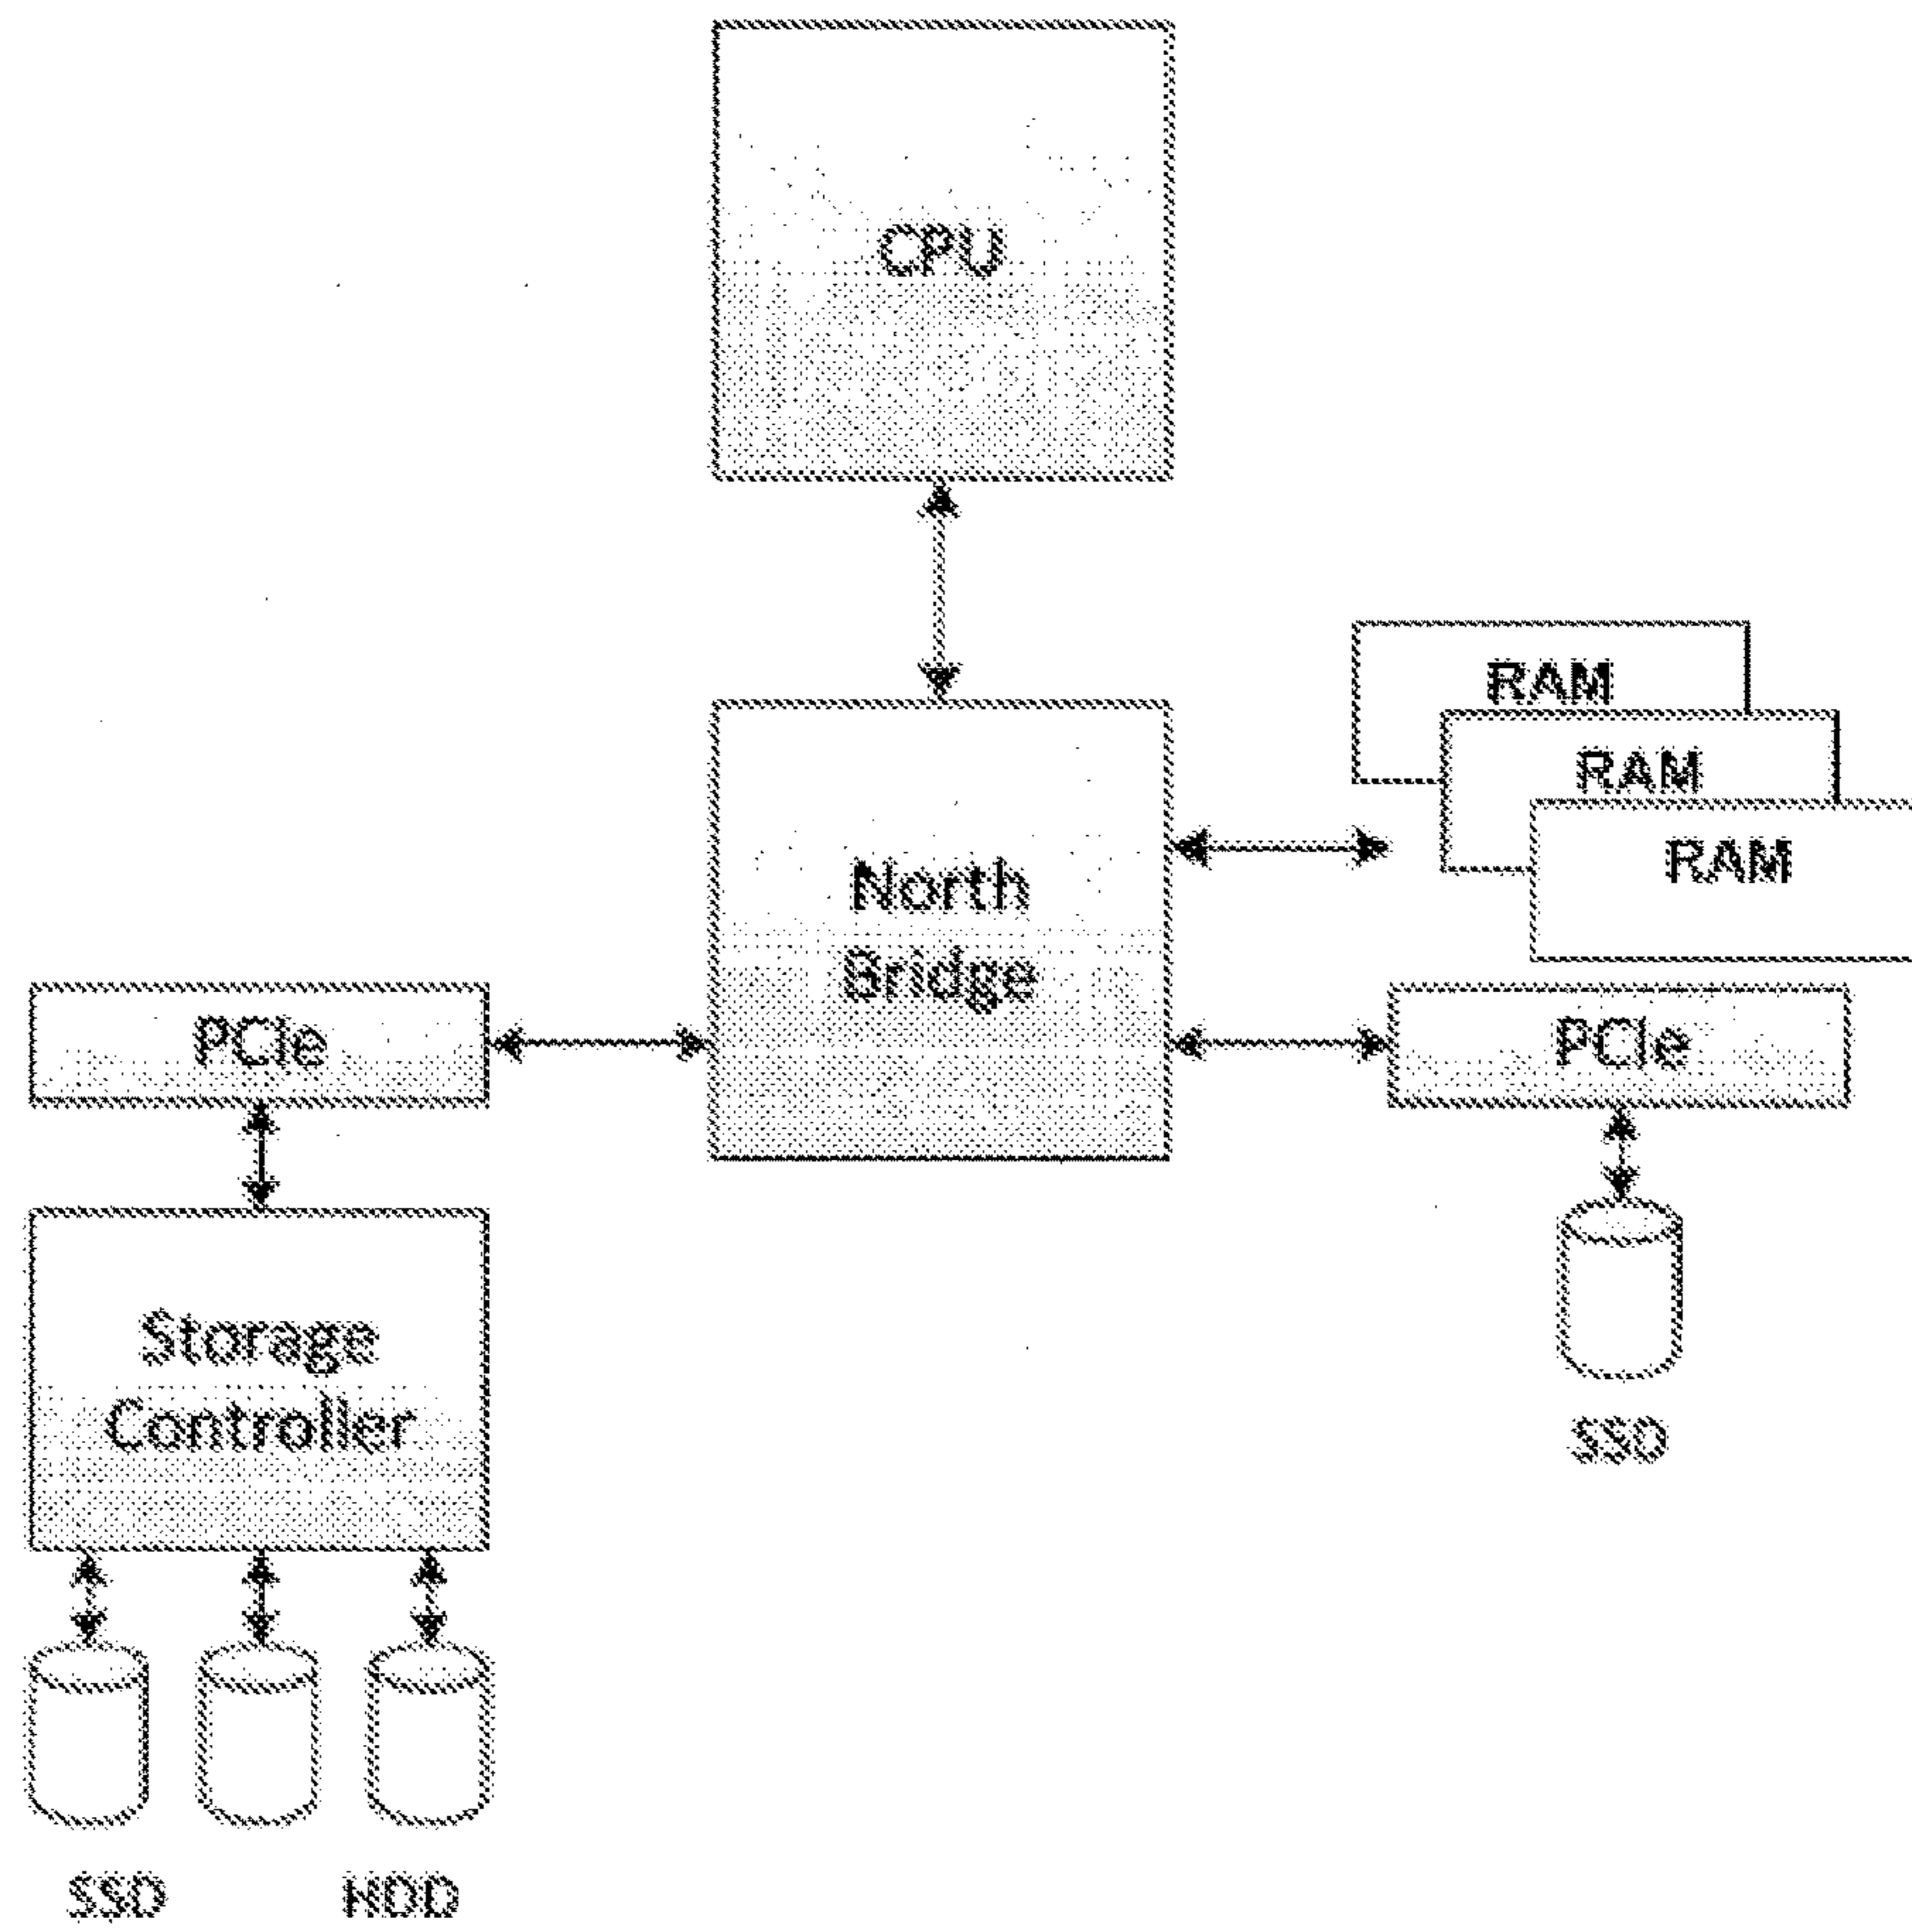 CPU
RAM
RAM
RAM
North
Bridge
PCIe
PCIe
Storage
Controller
SSD
SSD
HDD